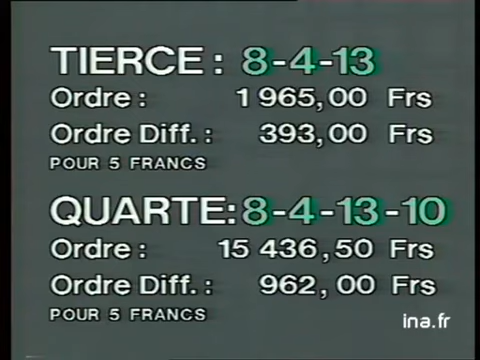 TIERCE : 8-4-13
Ordre : 1 965,00 Frs
Ordre Diff. : 393,00 Frs
POUR 5 FRANCS
QUARTE: 8-4-13-10
Ordre : 15 436,50 Frs
Ordre Diff. : 962,00 Frs
POUR 5 FRANCS
ina.fr